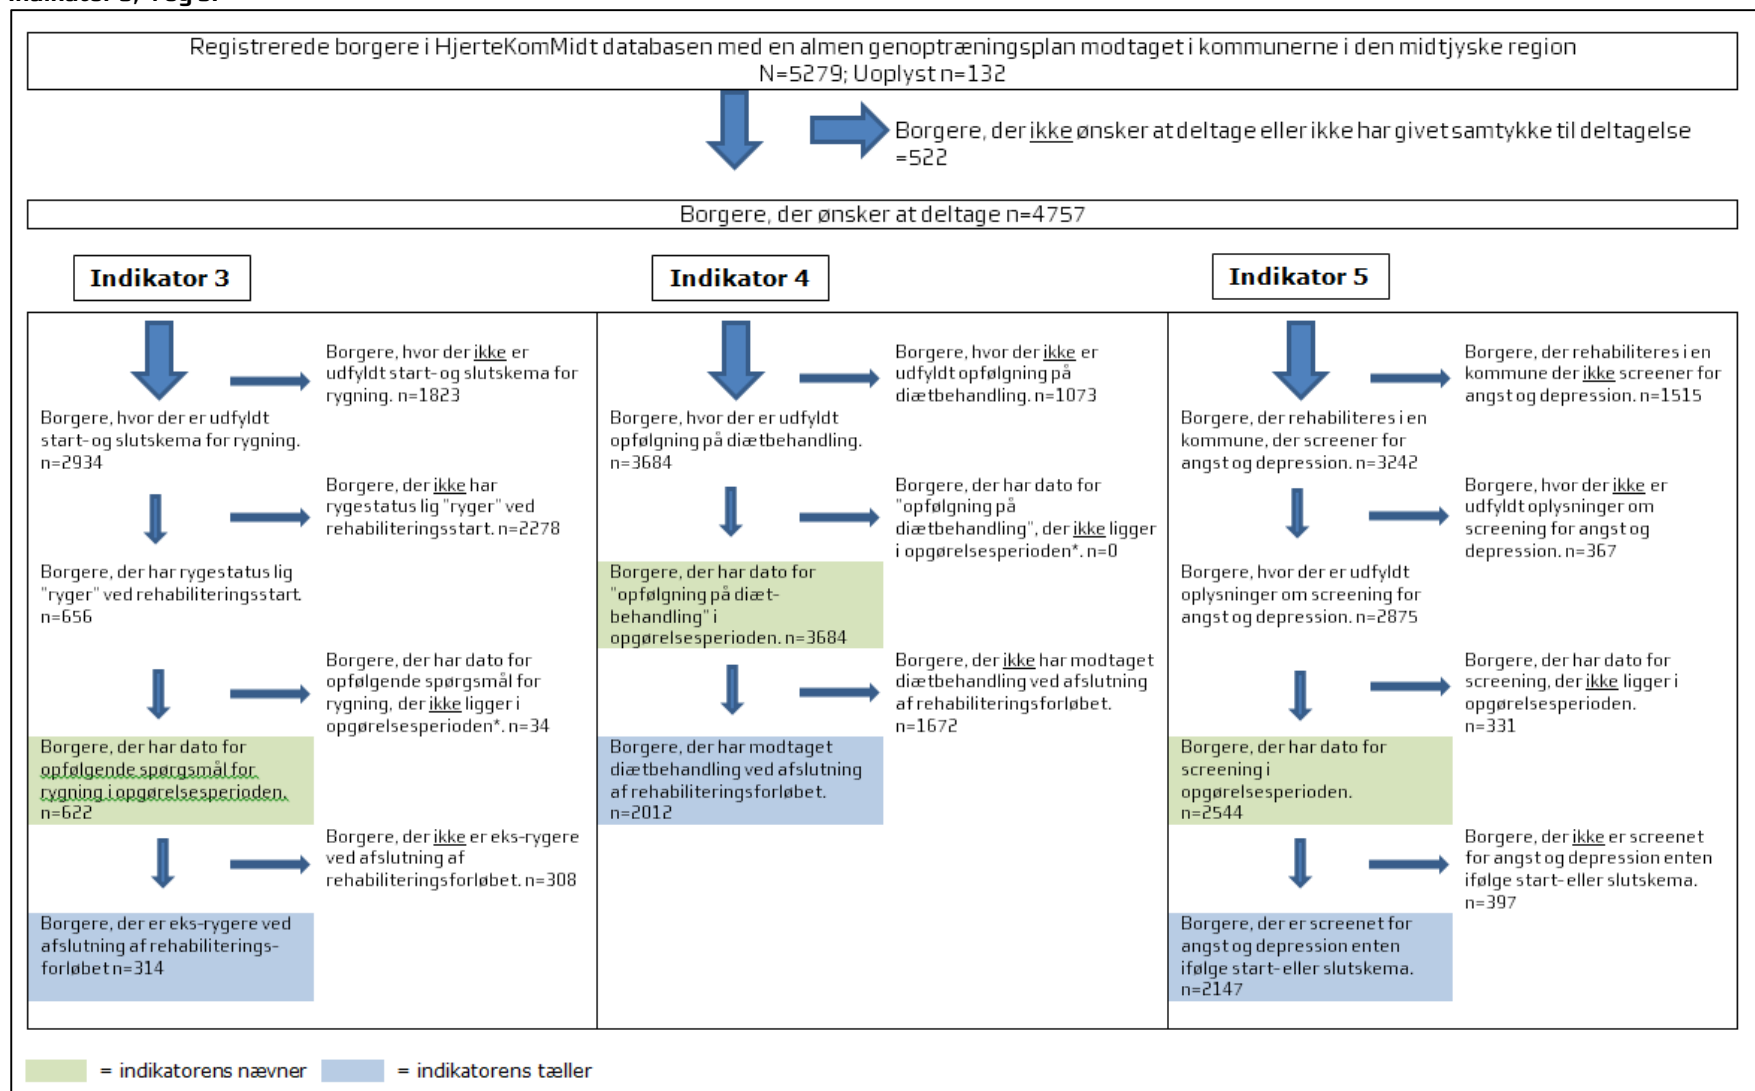 Registrerede borgere i HjerteKomMidt databasen med en almen genoptræningsplan modtaget i kommunerne i den midtjyske region
N=5279; Uoplyst n=132
Borgere, der ikke ønsker at deltage eller ikke har givet samtykke til deltagelse
=522
Borgere, der ønsker at deltage n=4757
Indikator 3
Borgere, hvor der ikke er
udfyldt start- og slutskema for
rygning. n=1823
Borgere, hvor der er udfyldt
start- og slutskema for rygning.
n=2934
Borgere, der ikke har
rygestatus lig "ryger" ved
rehabiliteringsstart. n=2278
Borgere, der har rygestatus lig
"ryger" ved rehabiliteringsstart.
n=656
Borgere, der har dato for
opfølgende spørgsmål for
rygning, der ikke ligger i
opgørelsesperioden*. n=34
Borgere, der har dato for
opfølgende spørgsmål for
rygning i opgørelsesperioden.
n=622
Borgere, der ikke er eks-rygere
ved afslutning af
rehabiliteringsforløbet. n=308
Borgere, der er eks-rygere ved
afslutning af rehabiliterings-
forløbet n=314
Indikator 4
Borgere, hvor der ikke er
udfyldt opfølgning på
diætbehandling. n=1073
Borgere, hvor der er udfyldt
opfølgning på diætbehandling.
n=3684
Borgere, der har dato for
"opfølgning på
diætbehandling", der ikke ligger
i opgørelsesperioden*. n=0
Borgere, der har dato for
"opfølgning på diæt-
behandling" i
opgørelsesperioden. n=3684
Borgere, der ikke har modtaget
diætbehandling ved afslutning
af rehabiliteringsforløbet.
n=1672
Borgere, der har modtaget
diætbehandling ved afslutning
af rehabiliteringsforløbet.
n=2012
Indikator 5
Borgere, der rehabiliteres i en
kommune der ikke screener for
angst og depression. n=1515
Borgere, der rehabiliteres i en
kommune, der screener for
angst og depression. n=3242
Borgere, hvor der ikke er
udfyldt oplysninger om
screening for angst og
depression. n=367
Borgere, hvor der er udfyldt
oplysninger om screening for
angst og depression. n=2875
Borgere, der har dato for
screening, der ikke ligger i
opgørelsesperioden.
n=331
Borgere, der har dato for
screening i
opgørelsesperioden.
n=2544
Borgere, der ikke er screenet
for angst og depression enten
ifølge start- eller slutskema.
n=397
Borgere, der er screenet for
angst og depression enten
ifølge start- eller slutskema.
n=2147
= indikatorens nævner
= indikatorens tæller